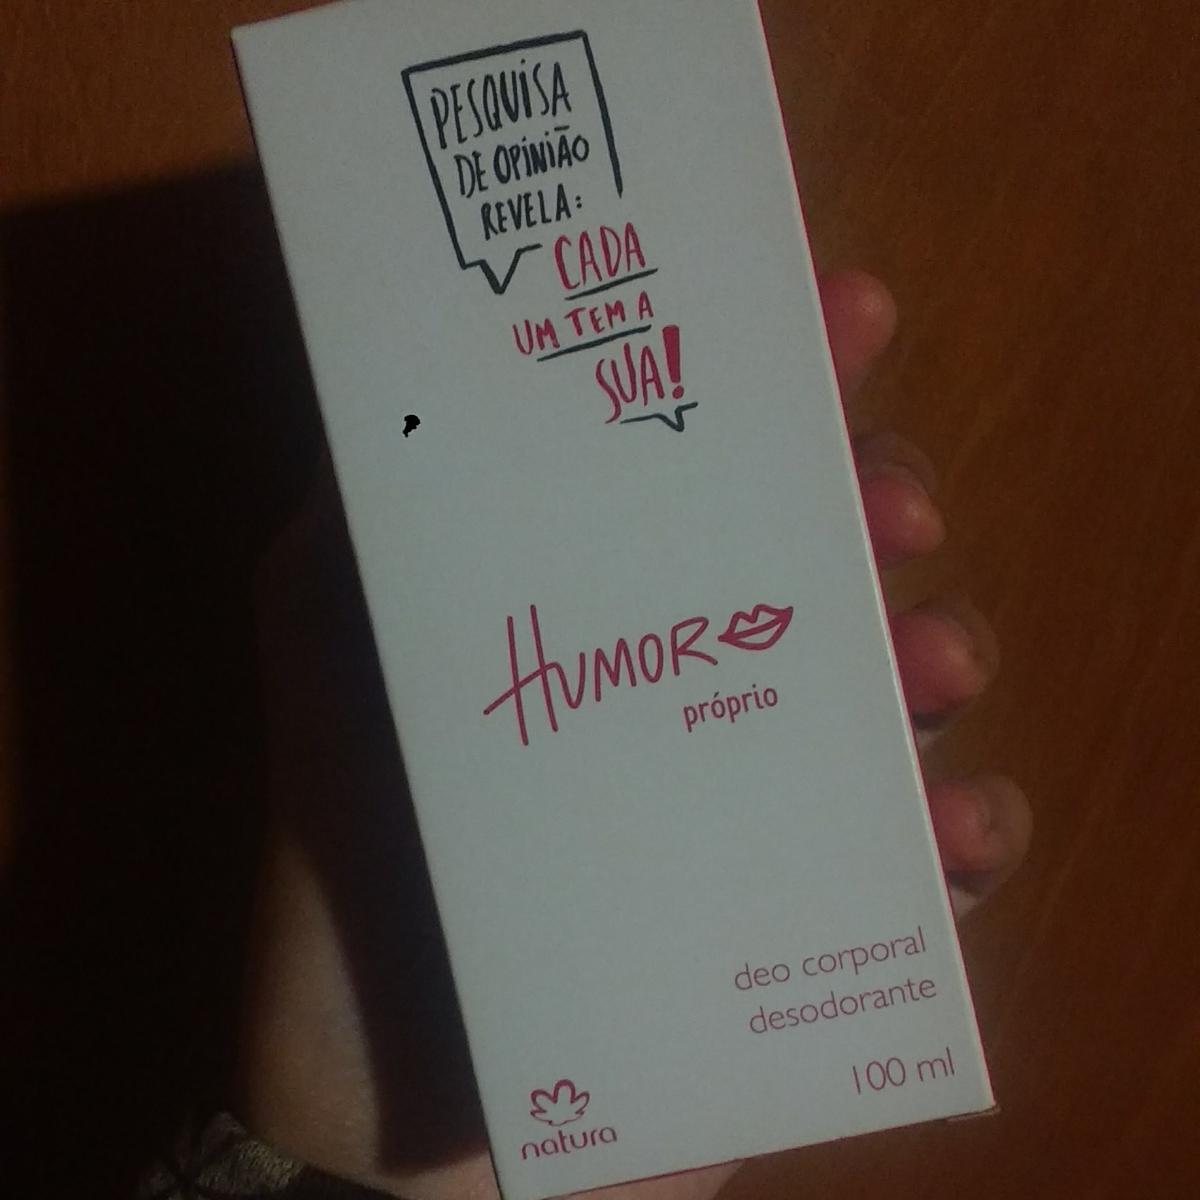 PESQUISA
DE OPINIÃO
REVELA:
CADA
UM TEM A
SUA!
HUMOR
próprio
deo corporal
desodorante
100 ml
natura